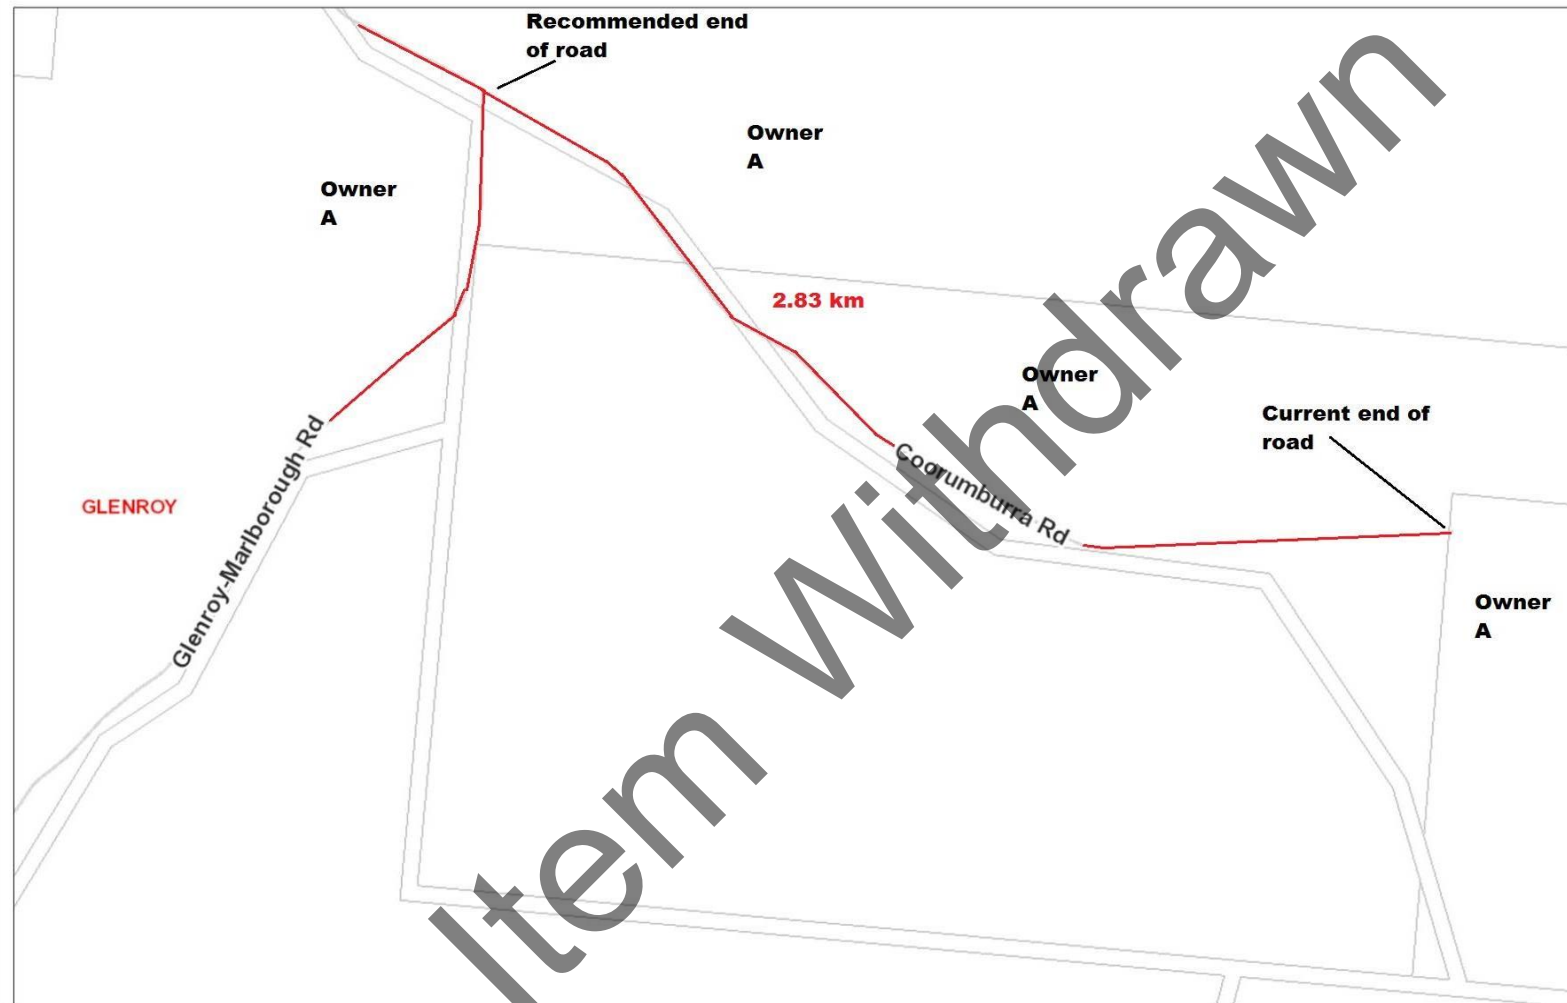 Recommended end
of road
Owner
A
Owner
A
2.83 km
Owner
A
Current end of
road
Glenroy-Marlborough Rd
Coorumburra Rd
GLENROY
Owner
A
Item Withdrawn